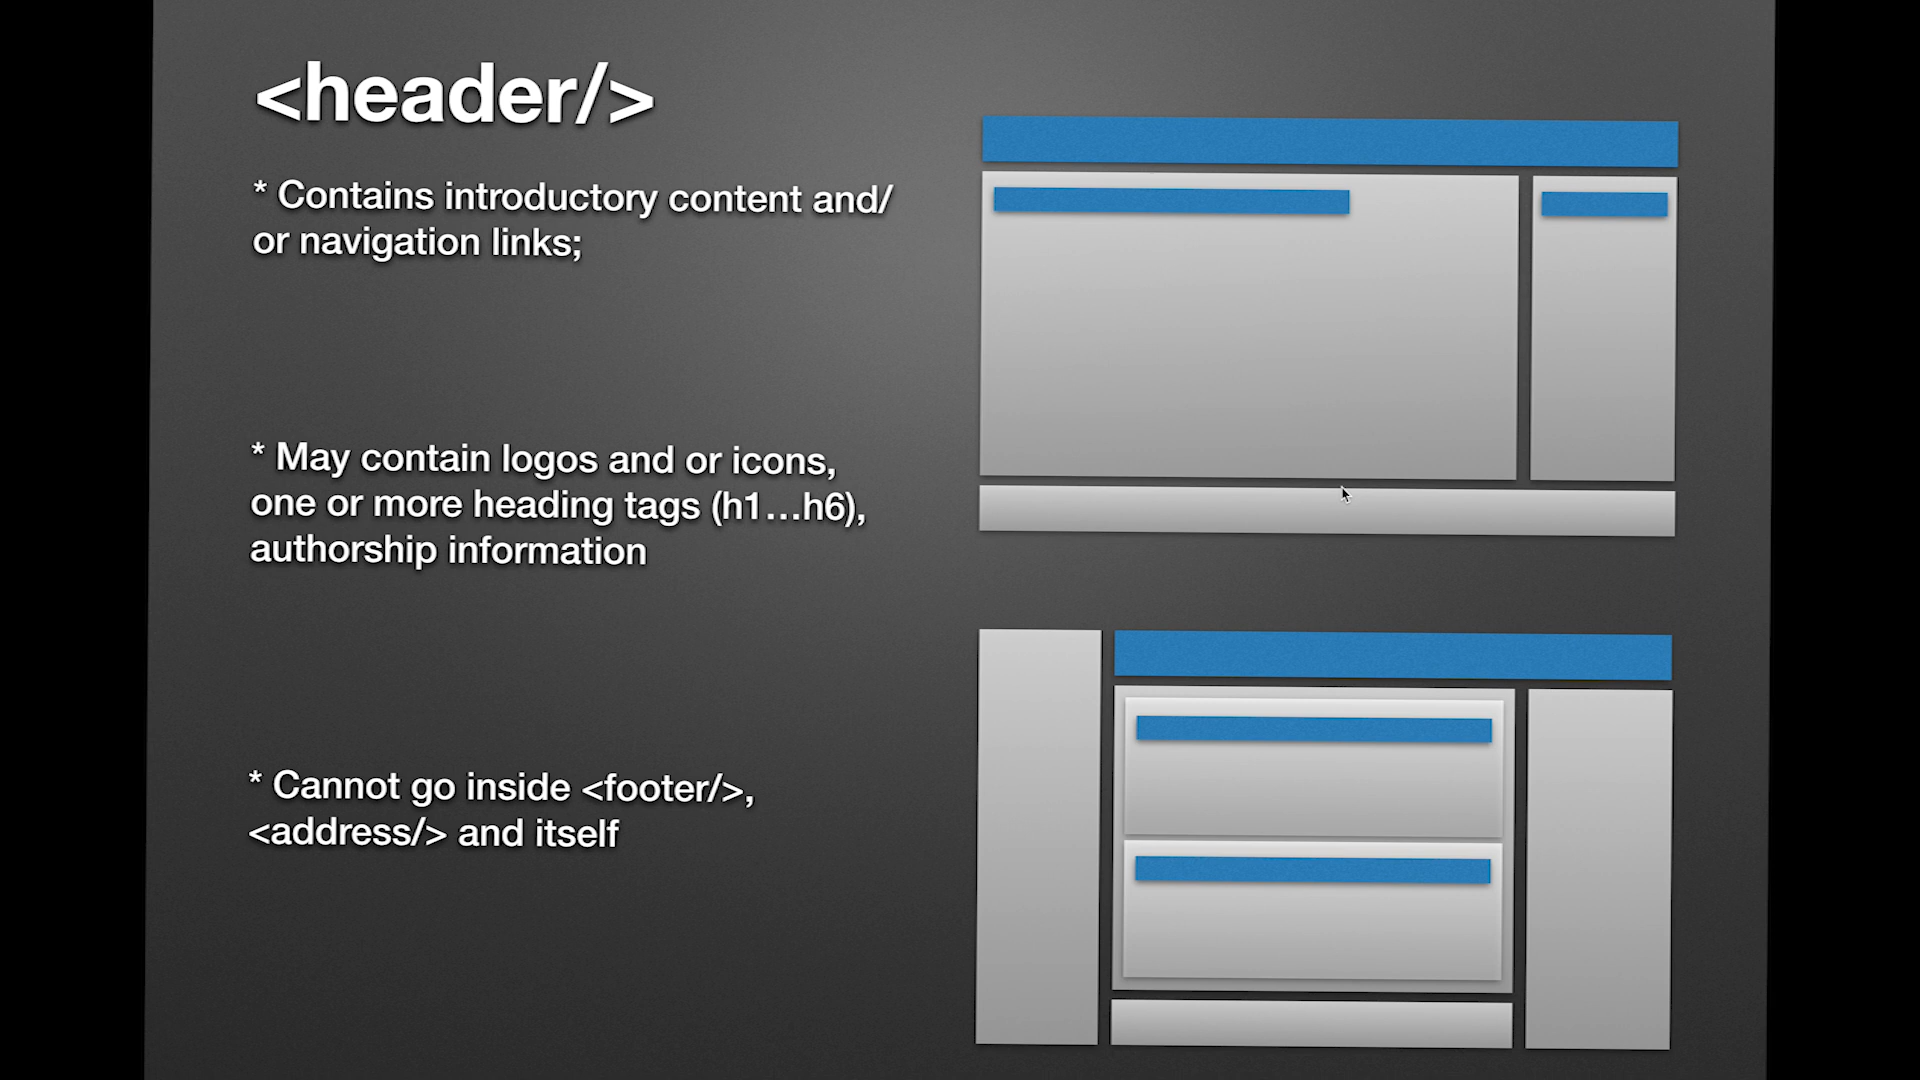 <header/>
* Contains introductory content and/
or navigation links;
* May contain logos and or icons,
one or more heading tags (h1...h6),
authorship information
* Cannot go inside <footer/>,
<address/> and itself